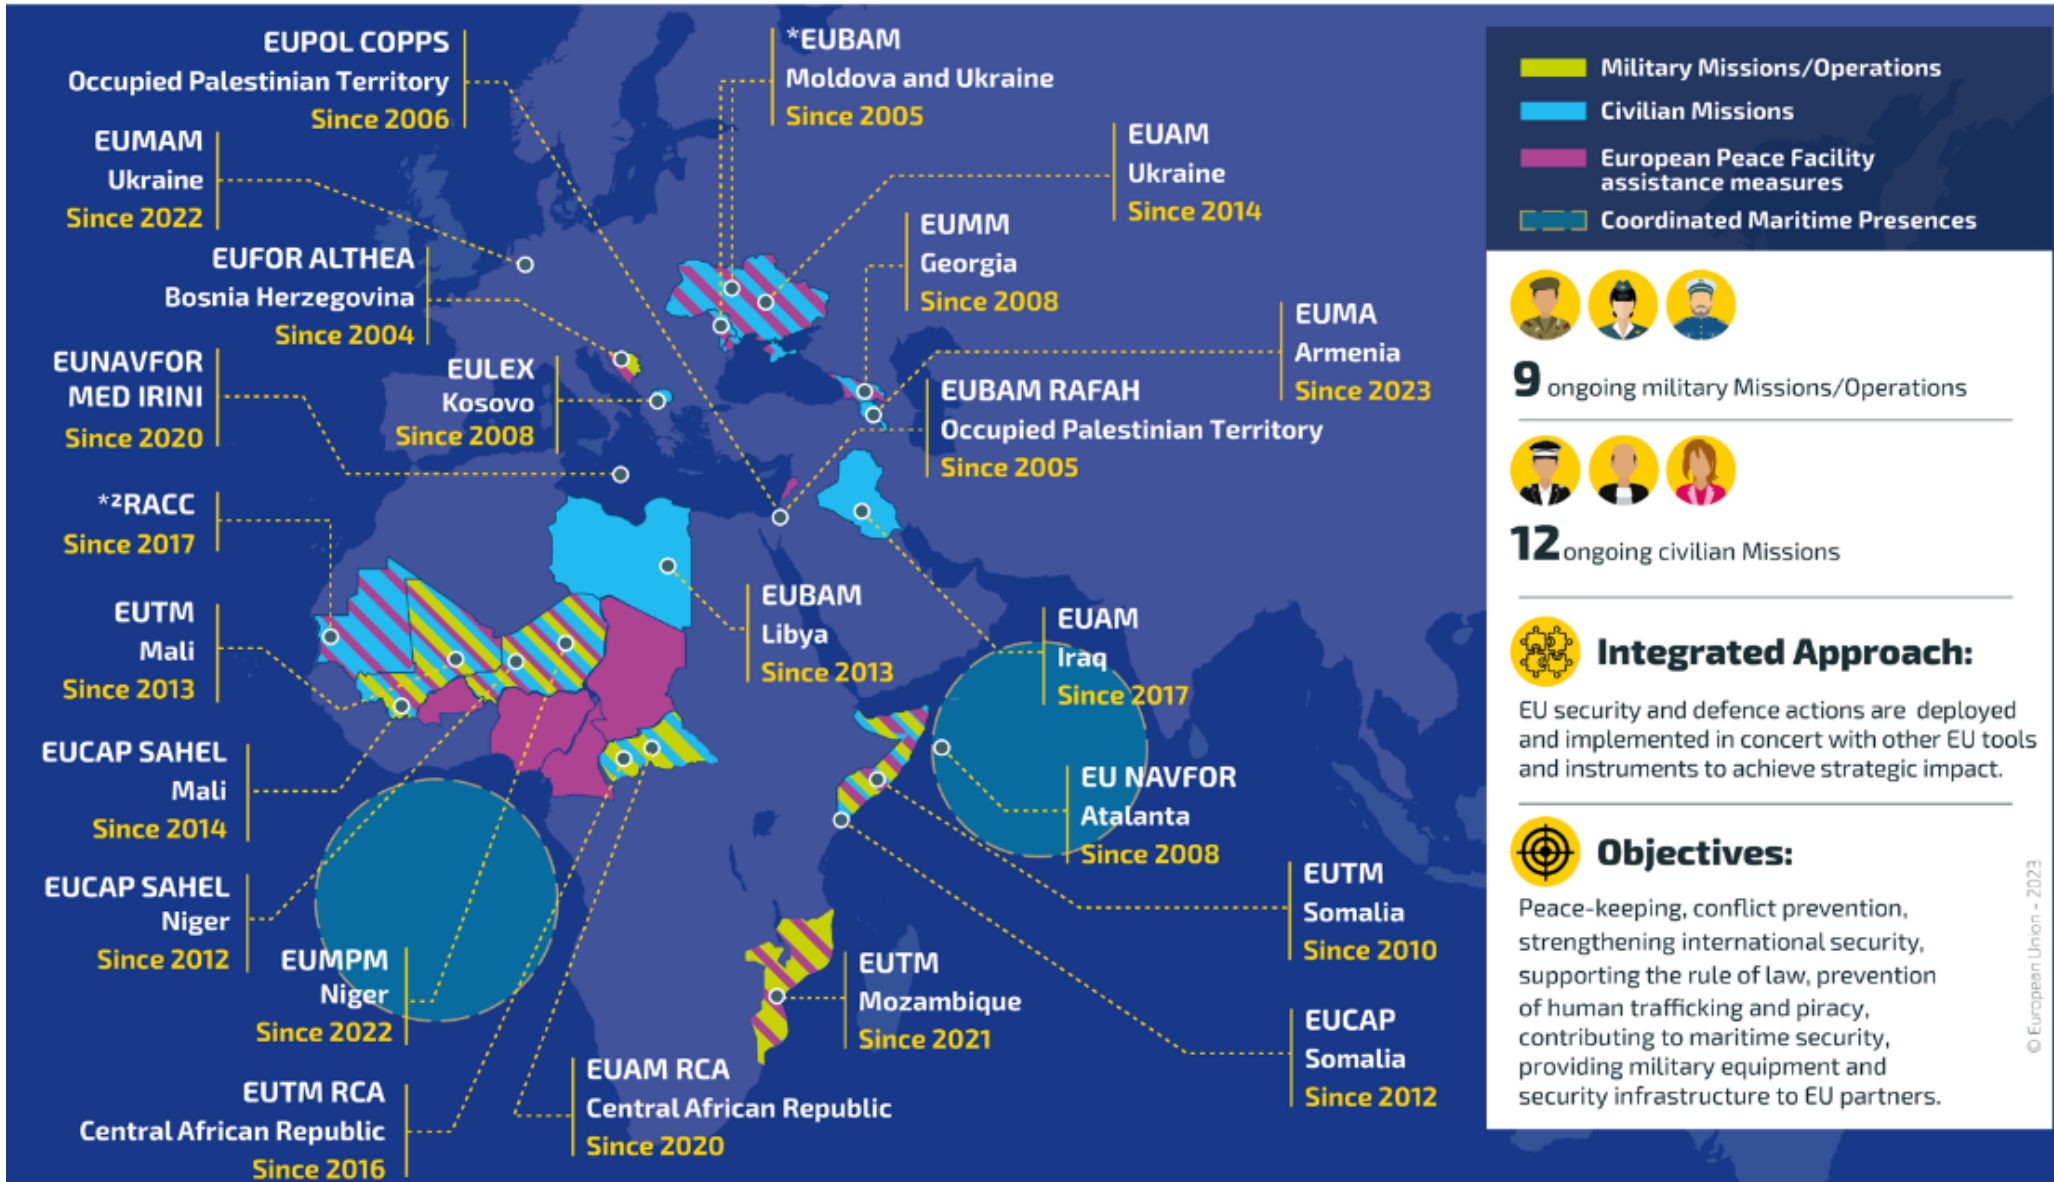 EUPOL COPPS
Occupied Palestinian Territory
Since 2006
*EUBAM
Moldova and Ukraine
Since 2005
EUMAM
Ukraine
Since 2022
EUAM
Ukraine
Since 2014
EUFOR ALTHEA
Bosnia Herzegovina
Since 2004
EUMM
Georgia
Since 2008
EUMA
Armenia
Since 2023
EUNAVFOR
MED IRINI
Since 2020
EULEX
Kosovo
Since 2008
EUBAM RAFAH
Occupied Palestinian Territory
Since 2005
*²RACC
Since 2017
EUTM
Mali
Since 2013
EUBAM
Libya
Since 2013
EUAM
Iraq
Since 2017
EUCAP SAHEL
Mali
Since 2014
EU NAVFOR
Atalanta
Since 2008
EUCAP SAHEL
Niger
Since 2012
EUTM
Somalia
Since 2010
EUMPM
Niger
Since 2022
EUTM
Mozambique
Since 2021
EUCAP
Somalia
Since 2012
EUTM RCA
Central African Republic
Since 2016
EUAM RCA
Central African Republic
Since 2020
Military Missions/Operations
Civilian Missions
European Peace Facility
assistance measures
Coordinated Maritime Presences
9 ongoing military Missions/Operations
12 ongoing civilian Missions
Integrated Approach:
EU security and defence actions are deployed
and implemented in concert with other EU tools
and instruments to achieve strategic impact.
Objectives:
Peace-keeping, conflict prevention,
strengthening international security,
supporting the rule of law, prevention
of human trafficking and piracy,
contributing to maritime security,
providing military equipment and
security infrastructure to EU partners.
© European Union - 2023